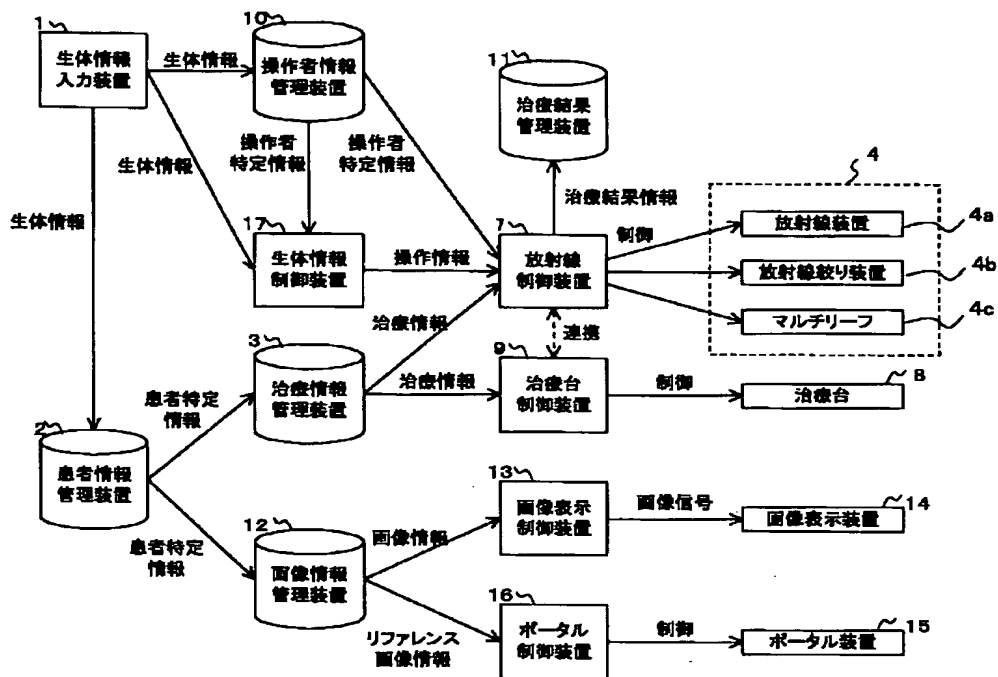 1
生体情報
入力装置
生体情報
10
操作者情報
管理装置
11
治療結果
管理装置
生体情報
操作者
特定情報
操作者
特定情報
治療結果情報
4
生体情報
17
生体情報
制御装置
操作情報
7
放射線
制御装置
制御
放射線装置
4a
放射線絞り装置
4b
マルチリーフ
4c
治療情報
連携
3
治療情報
管理装置
治療情報
9
治療台
制御装置
制御
治療台
8
患者特定
情報
2
患者情報
管理装置
患者特定
情報
12
画像情報
管理装置
画像情報
13
画像表示
制御装置
画像信号
画像表示装置
14
リファレンス
画像情報
16
ポータル
制御装置
制御
ポータル装置
15